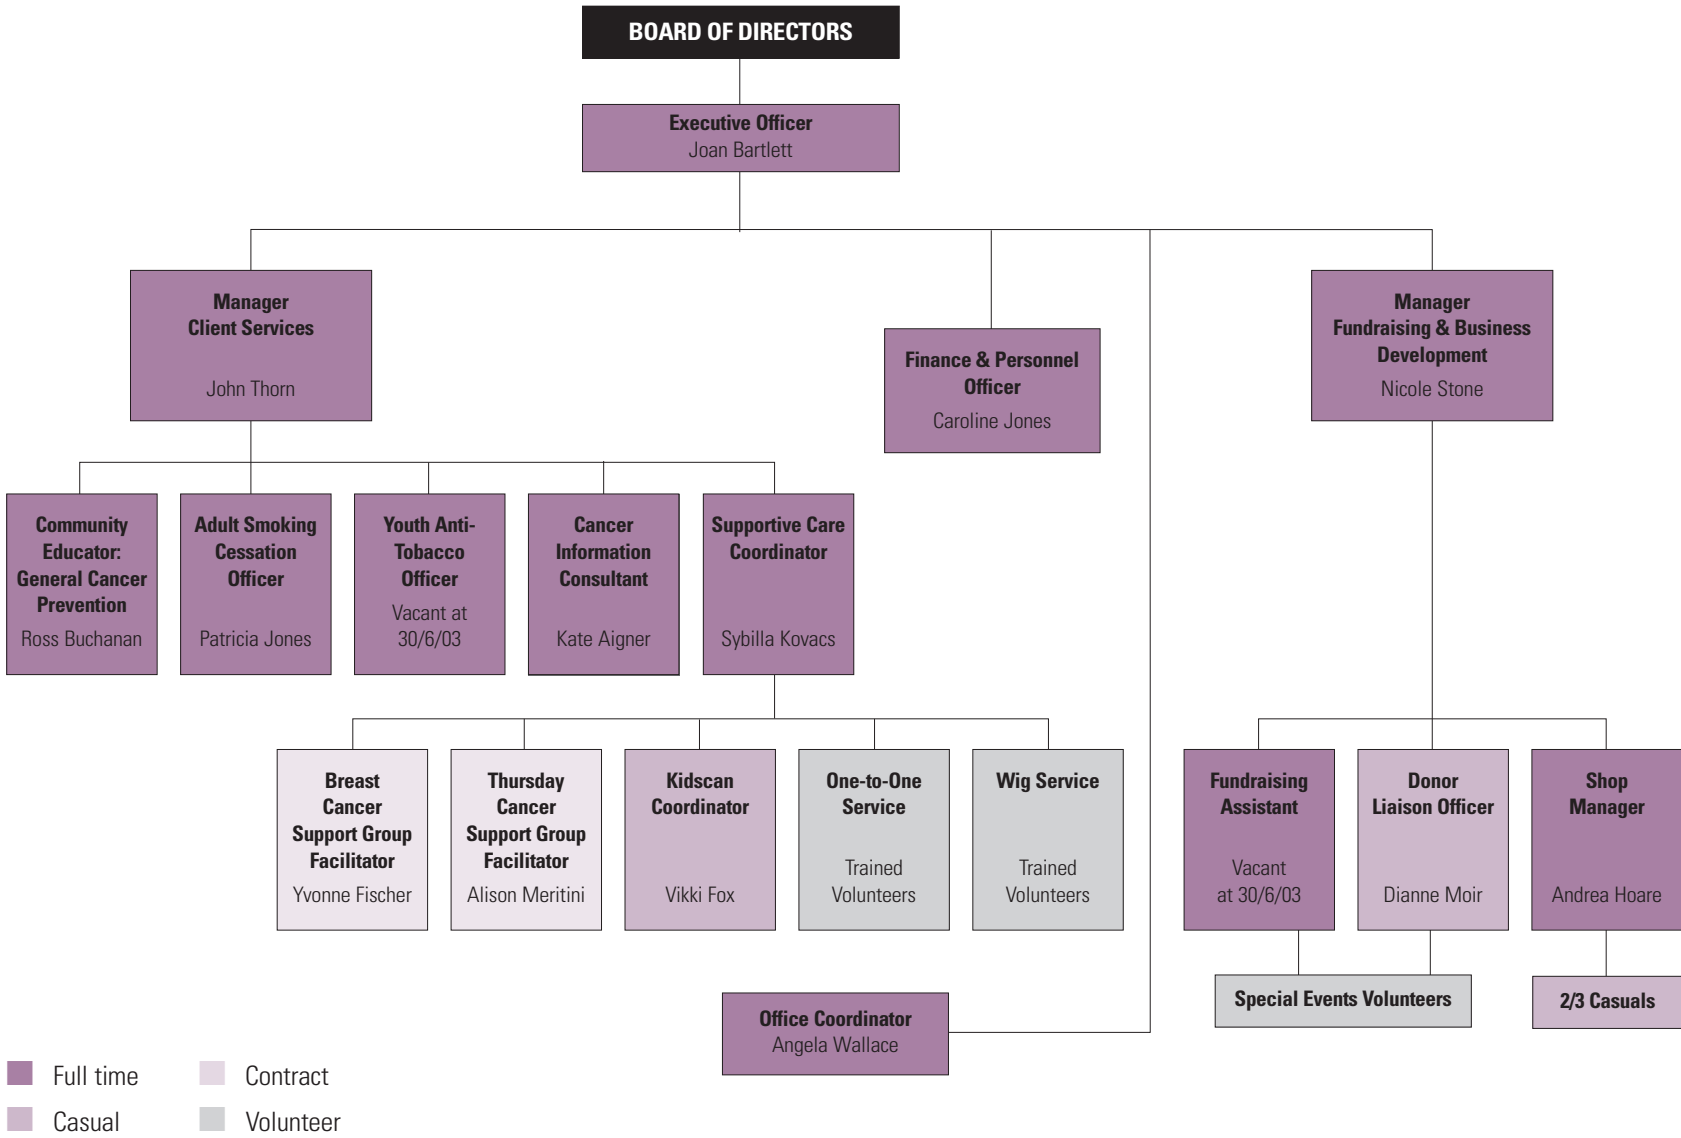 BOARD OF DIRECTORS
Executive Officer
Joan Bartlett
Manager
Client Services
John Thorn
Finance & Personnel
Officer
Caroline Jones
Manager
Fundraising & Business
Development
Nicole Stone
Community
Educator:
General Cancer
Prevention
Ross Buchanan
Adult Smoking
Cessation
Officer
Patricia Jones
Youth Anti-
Tobacco
Officer
Vacant at
30/6/03
Cancer
Information
Consultant
Kate Aigner
Supportive Care
Coordinator
Sybilla Kovacs
Breast
Cancer
Support Group
Facilitator
Yvonne Fischer
Thursday
Cancer
Support Group
Facilitator
Alison Meritini
Kidscan
Coordinator
Vikki Fox
One-to-One
Service
Trained
Volunteers
Wig Service
Trained
Volunteers
Fundraising
Assistant
Vacant
at 30/6/03
Donor
Liaison Officer
Dianne Moir
Shop
Manager
Andrea Hoare
Special Events Volunteers
2/3 Casuals
Office Coordinator
Angela Wallace
Full time
Contract
Casual
Volunteer